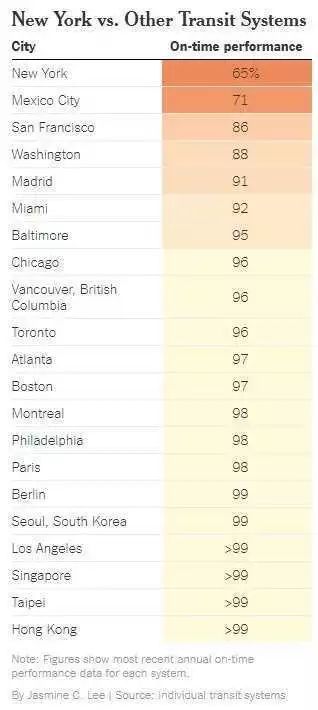 New York vs. Other Transit Systems
City On-time performance
New York 65%
Mexico City 71
San Francisco 86
Washington 88
Madrid 91
Miami 92
Baltimore 95
Chicago 96
Vancouver, British
Columbia 96
Toronto 96
Atlanta 97
Boston 97
Montreal 98
Philadelphia 98
Paris 98
Berlin 99
Seoul, South Korea 99
Los Angeles >99
Singapore >99
Taipei >99
Hong Kong >99
Note: Figures show most recent annual on-time
performance data for each system.
By Jasmine C. Lee | Source: individual transit systems